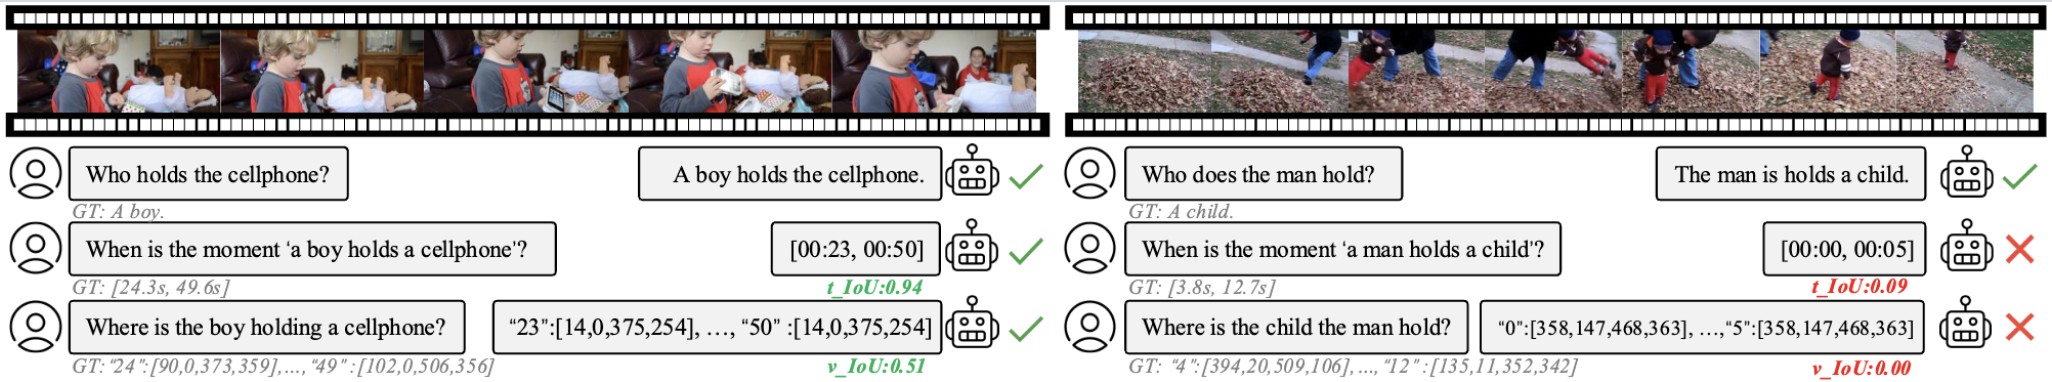 Who holds the cellphone?
A boy holds the cellphone.
GT: A boy.
When is the moment ‘a boy holds a cellphone’?
[00:23, 00:50]
GT: [24.3s, 49.6s]
t_IoU:0.94
Where is the boy holding a cellphone?
“23”:[14,0,375,254], …, “50” :[14,0,375,254]
GT: “24”:[90,0,373,359],…, “49” :[102,0,506,356]
v_IoU:0.51
Who does the man hold?
The man is holds a child.
GT: A child.
When is the moment ‘a man holds a child’?
[00:00, 00:05]
GT: [3.8s, 12.7s]
t_IoU:0.09
Where is the child the man hold?
“0”:[358,147,468,363], …,“5”:[358,147,468,363]
GT: “4”:[394,20,509,106],…, “12” :[135,11,352,342]
v_IoU:0.00